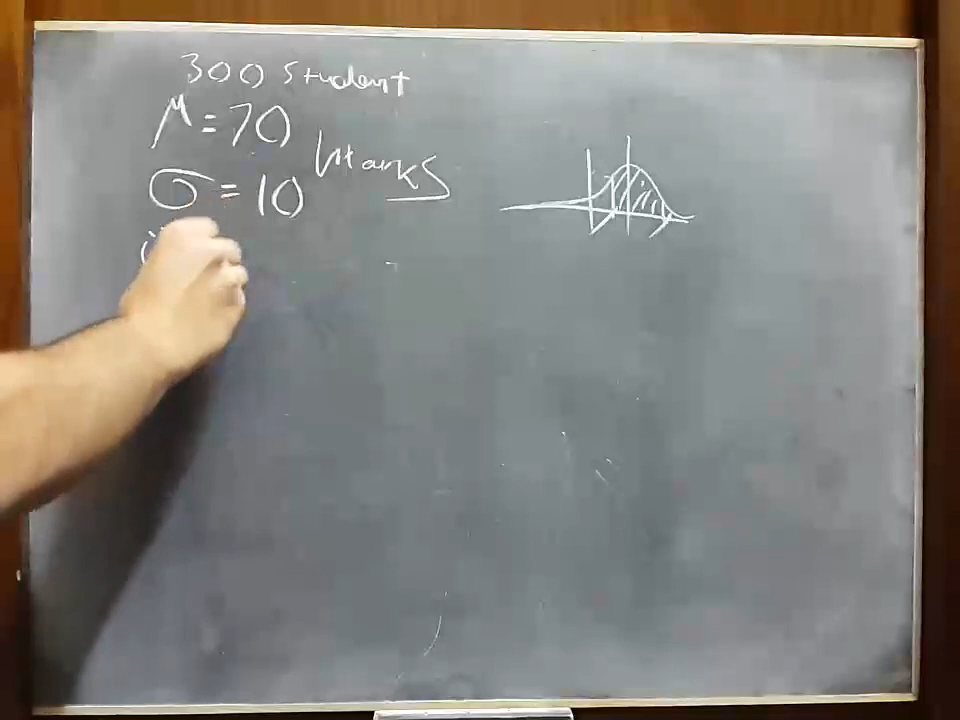 300 Student
μ = 70
Marks
σ = 10